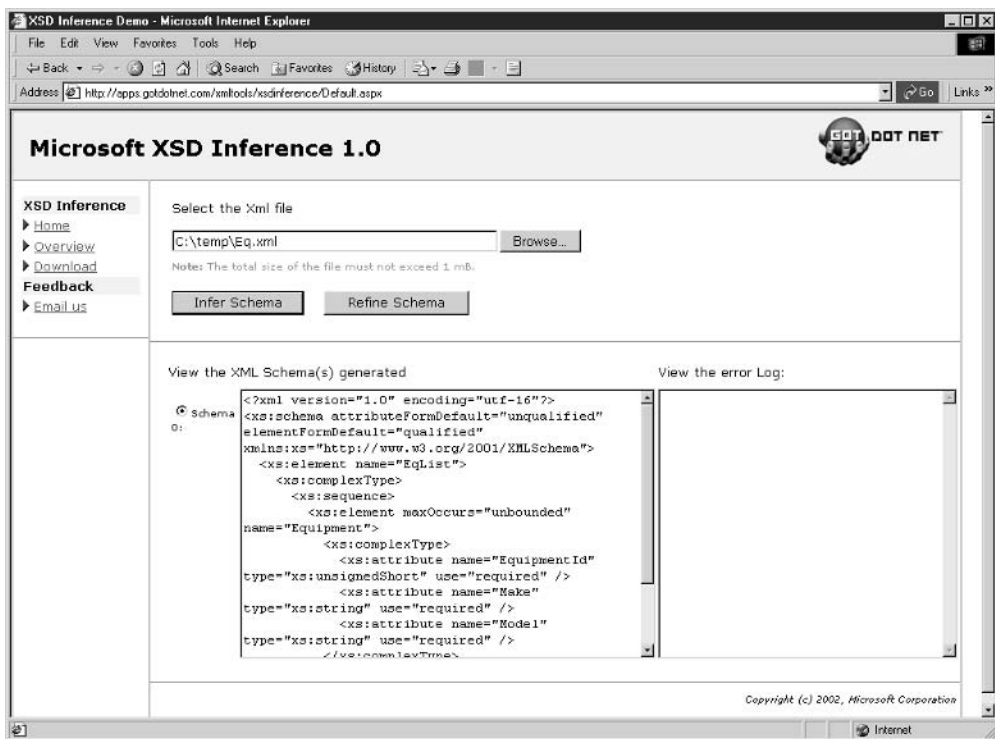 XSD Inference Demo - Microsoft Internet Explorer
File Edit View Favorites Tools Help
Back Search Favorites History
Address http://apps.gotdotnet.com/xmltools/xsdinference/Default.aspx Go Links »
Microsoft XSD Inference 1.0
GOT DOT NET
XSD Inference
Home
Overview
Download
Feedback
Email us
Select the Xml file
C:\temp\Eq.xml Browse...
Note: The total size of the file must not exceed 1 mB.
Infer Schema Refine Schema
View the XML Schema(s) generated
Schema
0:
<?xml version="1.0" encoding="utf-16"?>
<xs:schema attributeFormDefault="unqualified"
elementFormDefault="qualified"
xmlns:xs="http://www.w3.org/2001/XMLSchema">
<xs:element name="EqList">
<xs:complexType>
<xs:sequence>
<xs:element maxOccurs="unbounded"
name="Equipment">
<xs:complexType>
<xs:attribute name="EquipmentId"
type="xs:unsignedShort" use="required" />
<xs:attribute name="Make"
type="xs:string" use="required" />
<xs:attribute name="Model"
type="xs:string" use="required" />
</xs:complexType>
View the error Log:
Copyright (c) 2002, Microsoft Corporation
Internet